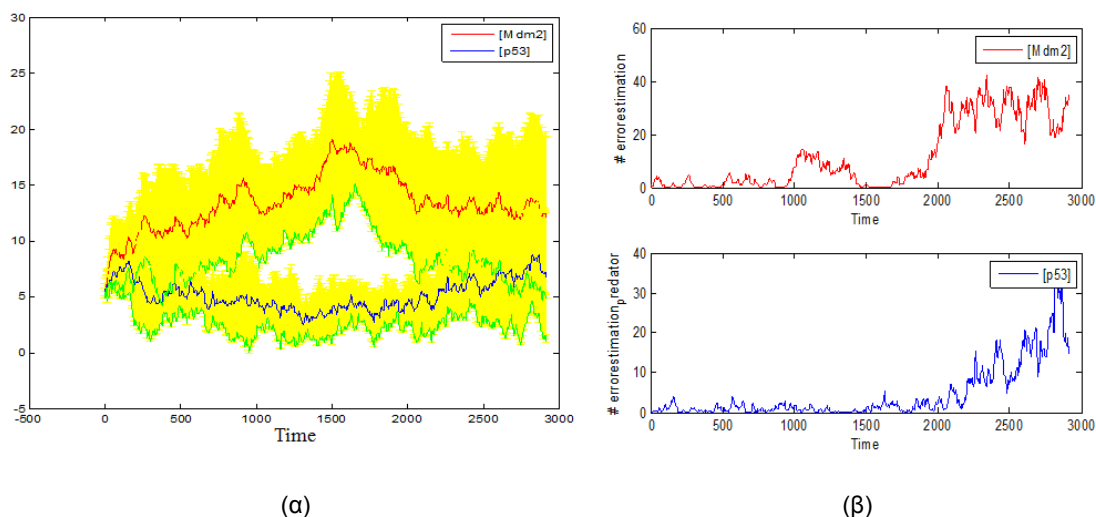 30
25
20
15
10
5
0
-5
-500 0 500 1000 1500 2000 2500 3000
Time
[M dm2]
[p53]
(α)
60
40
20
0
# errorestimation
[M dm2]
0 500 1000 1500 2000 2500 3000
Time
40
30
20
10
0
# errorestimation_predator
[p53]
0 500 1000 1500 2000 2500 3000
Time
(β)